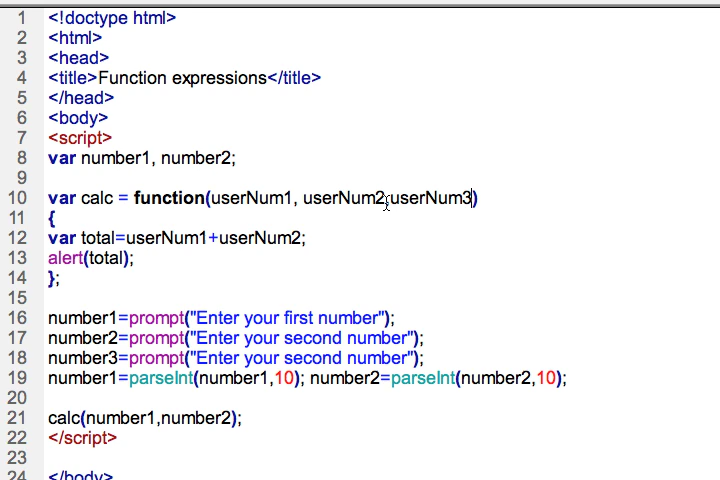 1 <!doctype html>
2 <html>
3 <head>
4 <title>Function expressions</title>
5 </head>
6 <body>
7 <script>
8 var number1, number2;
9
10 var calc = function(userNum1, userNum2,userNum3)
11 {
12 var total=userNum1+userNum2;
13 alert(total);
14 };
15
16 number1=prompt("Enter your first number");
17 number2=prompt("Enter your second number");
18 number3=prompt("Enter your second number");
19 number1=parseInt(number1,10); number2=parseInt(number2,10);
20
21 calc(number1,number2);
22 </script>
23
24 </body>